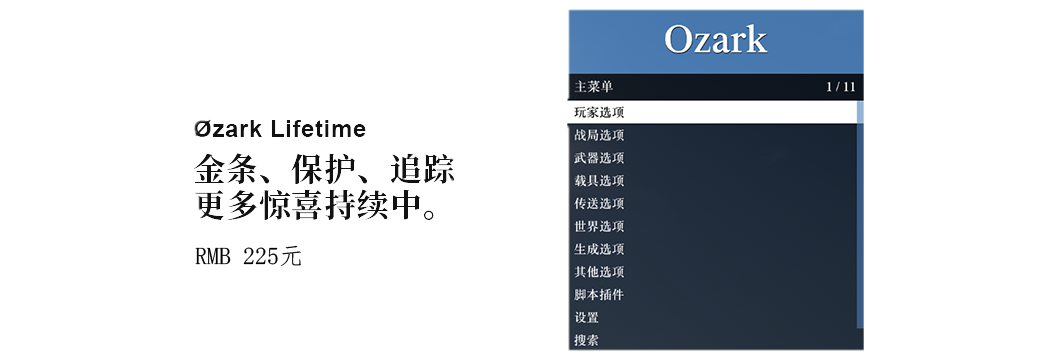 Øzark Lifetime
金条、保护、追踪
更多惊喜持续中。
RMB 225元
Ozark
主菜单 1 / 11
玩家选项
战局选项
武器选项
载具选项
传送选项
世界选项
生成选项
其他选项
脚本插件
设置
搜索